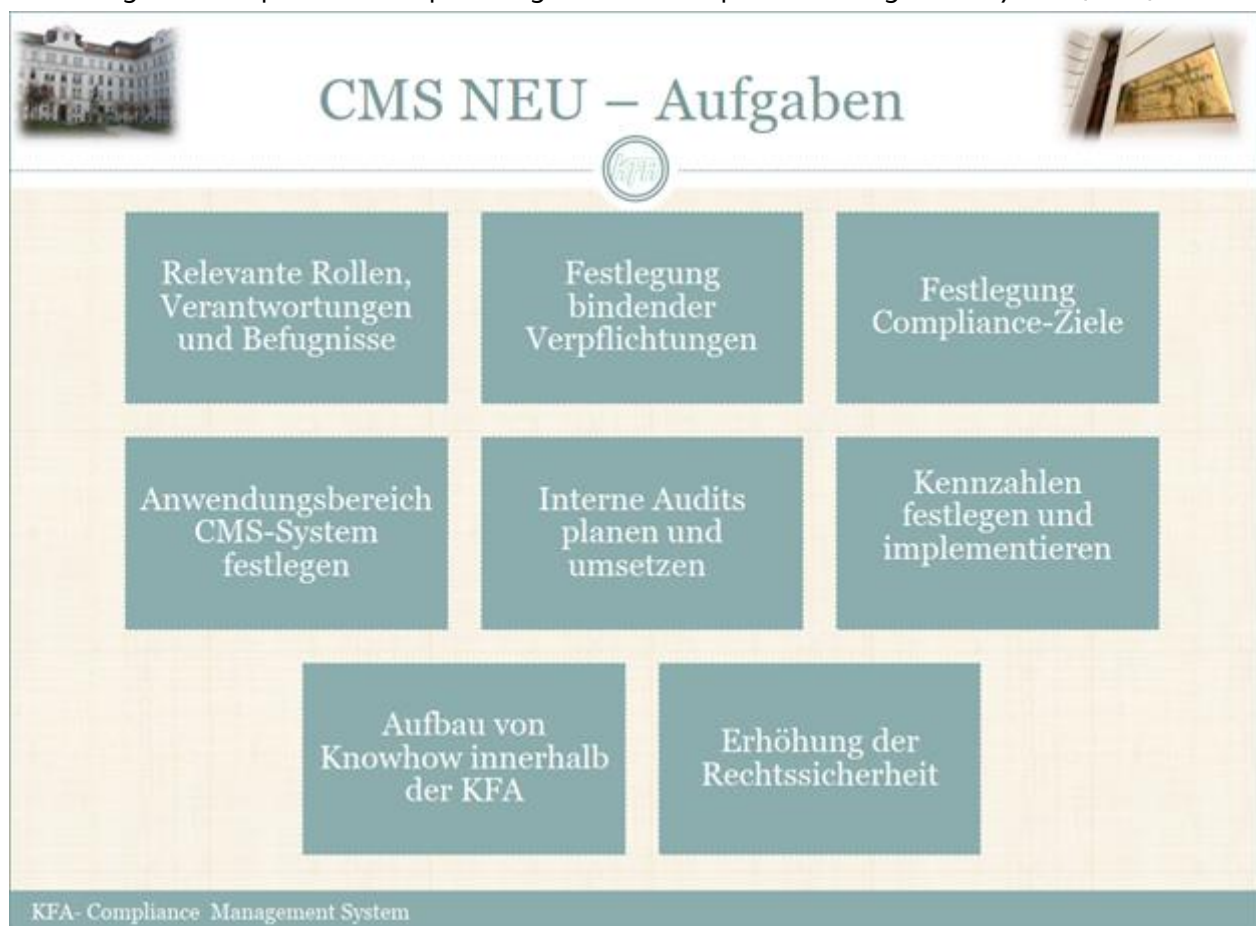 CMS NEU – Aufgaben
kfa
Relevante Rollen,
Verantwortungen
und Befugnisse
Festlegung
bindender
Verpflichtungen
Festlegung
Compliance-Ziele
Anwendungsbereich
CMS-System
festlegen
Interne Audits
planen und
umsetzen
Kennzahlen
festlegen und
implementieren
Aufbau von
Knowhow innerhalb
der KFA
Erhöhung der
Rechtssicherheit
KFA- Compliance Management System